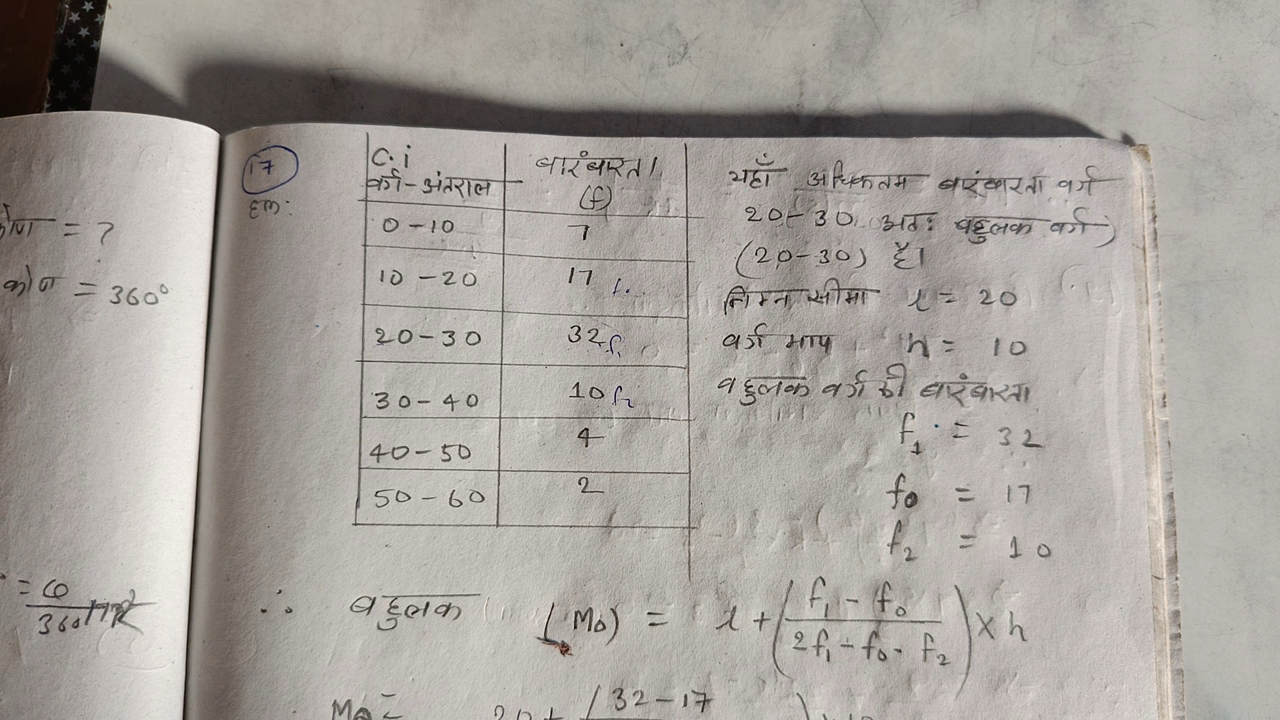 = ?
कोण = 360°
17
हल:
C.i
वर्ग-अंतराल
बारंबारता
(f)
0-10 7
10-20 17
20-30 32 f₁
30-40 10 f₂
40-50 4
50-60 2
यहाँ अधिकतम बारंबारता वर्ग
20-30 अतः बहुलक वर्ग
(20-30) है।
निम्न सीमा l = 20
वर्ग माप h = 10
बहुलक वर्ग की बारंबारता
f₁ = 32
f₀ = 17
f₂ = 10
∴ बहुलक (Mo) = l + ( (f₁ - f₀) / (2f₁ - f₀ - f₂) ) × h
Mo = 20 + ( 32-17